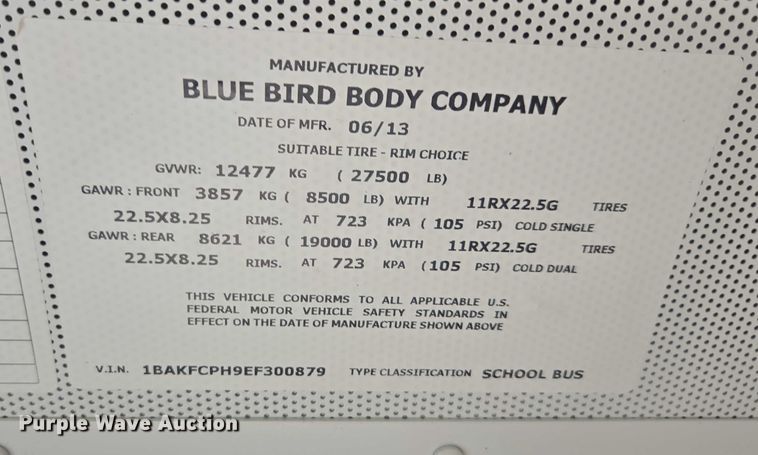 MANUFACTURED BY
BLUE BIRD BODY COMPANY
DATE OF MFR. 06/13
SUITABLE TIRE - RIM CHOICE
GVWR: 12477 KG ( 27500 LB)
GAWR : FRONT 3857 KG ( 8500 LB) WITH 11RX22.5G TIRES
22.5X8.25 RIMS. AT 723 KPA ( 105 PSI) COLD SINGLE
GAWR : REAR 8621 KG ( 19000 LB) WITH 11RX22.5G TIRES
22.5X8.25 RIMS. AT 723 KPA (105 PSI) COLD DUAL
THIS VEHICLE CONFORMS TO ALL APPLICABLE U.S.
FEDERAL MOTOR VEHICLE SAFETY STANDARDS IN
EFFECT ON THE DATE OF MANUFACTURE SHOWN ABOVE
V.I.N. 1BAKFCPH9EF300879 TYPE CLASSIFICATION SCHOOL BUS
Purple Wave Auction